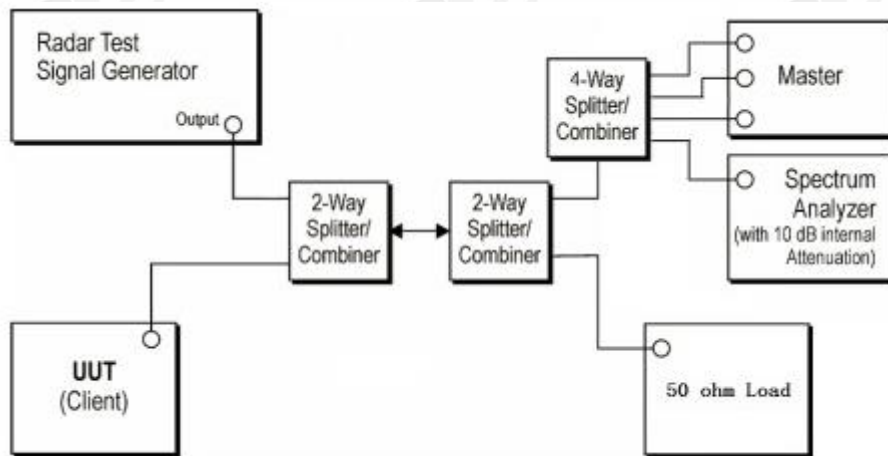 Radar Test
Signal Generator
Output
4-Way
Splitter/
Combiner
Master
Spectrum
Analyzer
(with 10 dB internal
Attenuation)
2-Way
Splitter/
Combiner
2-Way
Splitter/
Combiner
UUT
(Client)
50 ohm Load